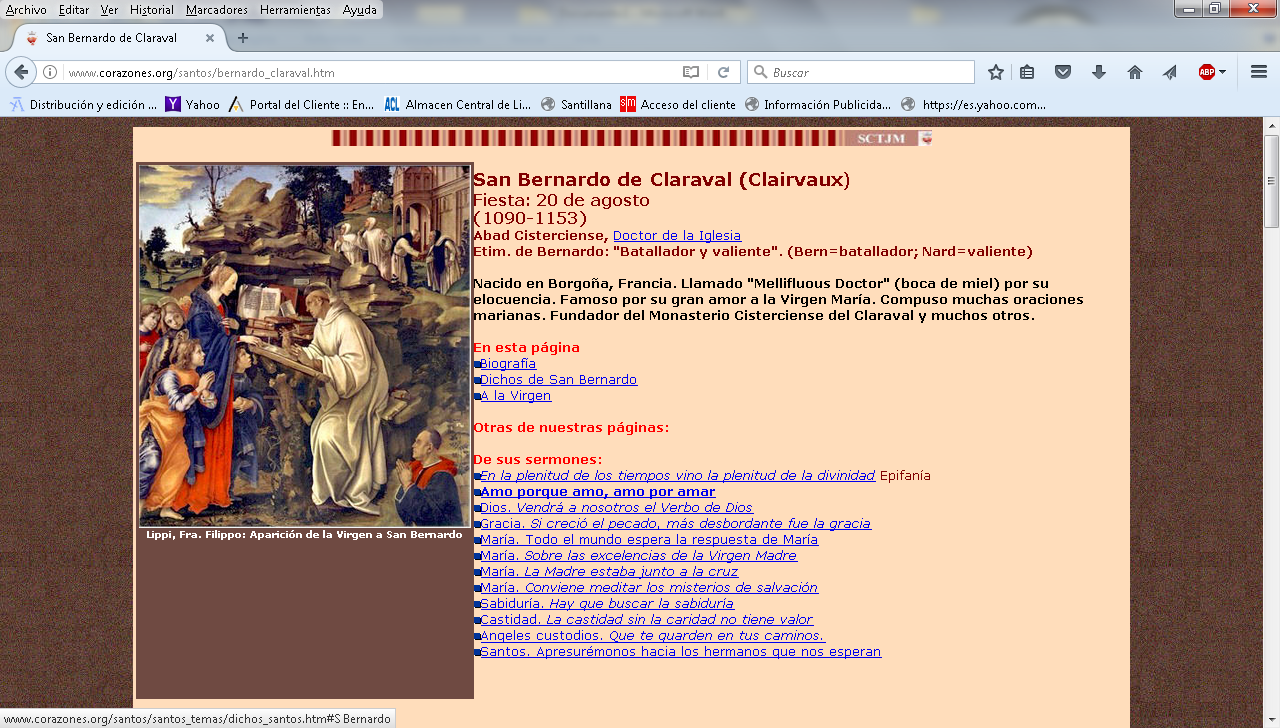 Archivo Editar Ver Historial Marcadores Herramientas Ayuda
San Bernardo de Claraval
www.corazones.org/santos/bernardo_claraval.htm
Buscar
ABP
Distribución y edición ... Yahoo Portal del Cliente :: En... ACL Almacen Central de Li... Santillana sm Acceso del cliente Información Publicic... https://es.yahoo.com...
SCTJM
San Bernardo de Claraval (Clairvaux)
Fiesta: 20 de agosto
(1090-1153)
Abad Cisterciense, Doctor de la Iglesia
Etim. de Bernardo: "Batallador y valiente". (Bern=batallador; Nard=valiente)
Nacido en Borgoña, Francia. Llamado "Mellifluous Doctor" (boca de miel) por su
elocuencia. Famoso por su gran amor a la Virgen María. Compuso muchas oraciones
marianas. Fundador del Monasterio Cisterciense del Claraval y muchos otros.
En esta página
Biografía
Dichos de San Bernardo
A la Virgen
Otras de nuestras páginas:
De sus sermones:
En la plenitud de los tiempos vino la plenitud de la divinidad Epifanía
Amo porque amo, amo por amar
Dios. Vendrá a nosotros el Verbo de Dios
Gracia. Si creció el pecado, más desbordante fue la gracia
María. Todo el mundo espera la respuesta de María
María. Sobre las excelencias de la Virgen Madre
María. La Madre estaba junto a la cruz
María. Conviene meditar los misterios de salvación
Sabiduría. Hay que buscar la sabiduría
Castidad. La castidad sin la caridad no tiene valor
Angeles custodios. Que te guarden en tus caminos.
Santos. Apresurémonos hacia los hermanos que nos esperan
Lippi, Fra. Filippo: Aparición de la Virgen a San Bernardo
www.corazones.org/santos/santos_temas/dichos_santos.htm#S Bernardo